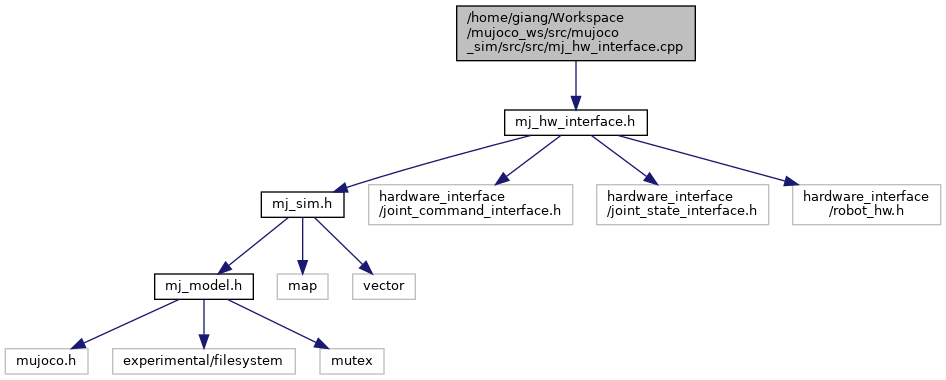 /home/giang/Workspace
/mujoco_ws/src/mujoco
_sim/src/src/mj_hw_interface.cpp
mj_hw_interface.h
mj_sim.h
hardware_interface
/joint_command_interface.h
hardware_interface
/joint_state_interface.h
hardware_interface
/robot_hw.h
mj_model.h
map
vector
mujoco.h
experimental/filesystem
mutex